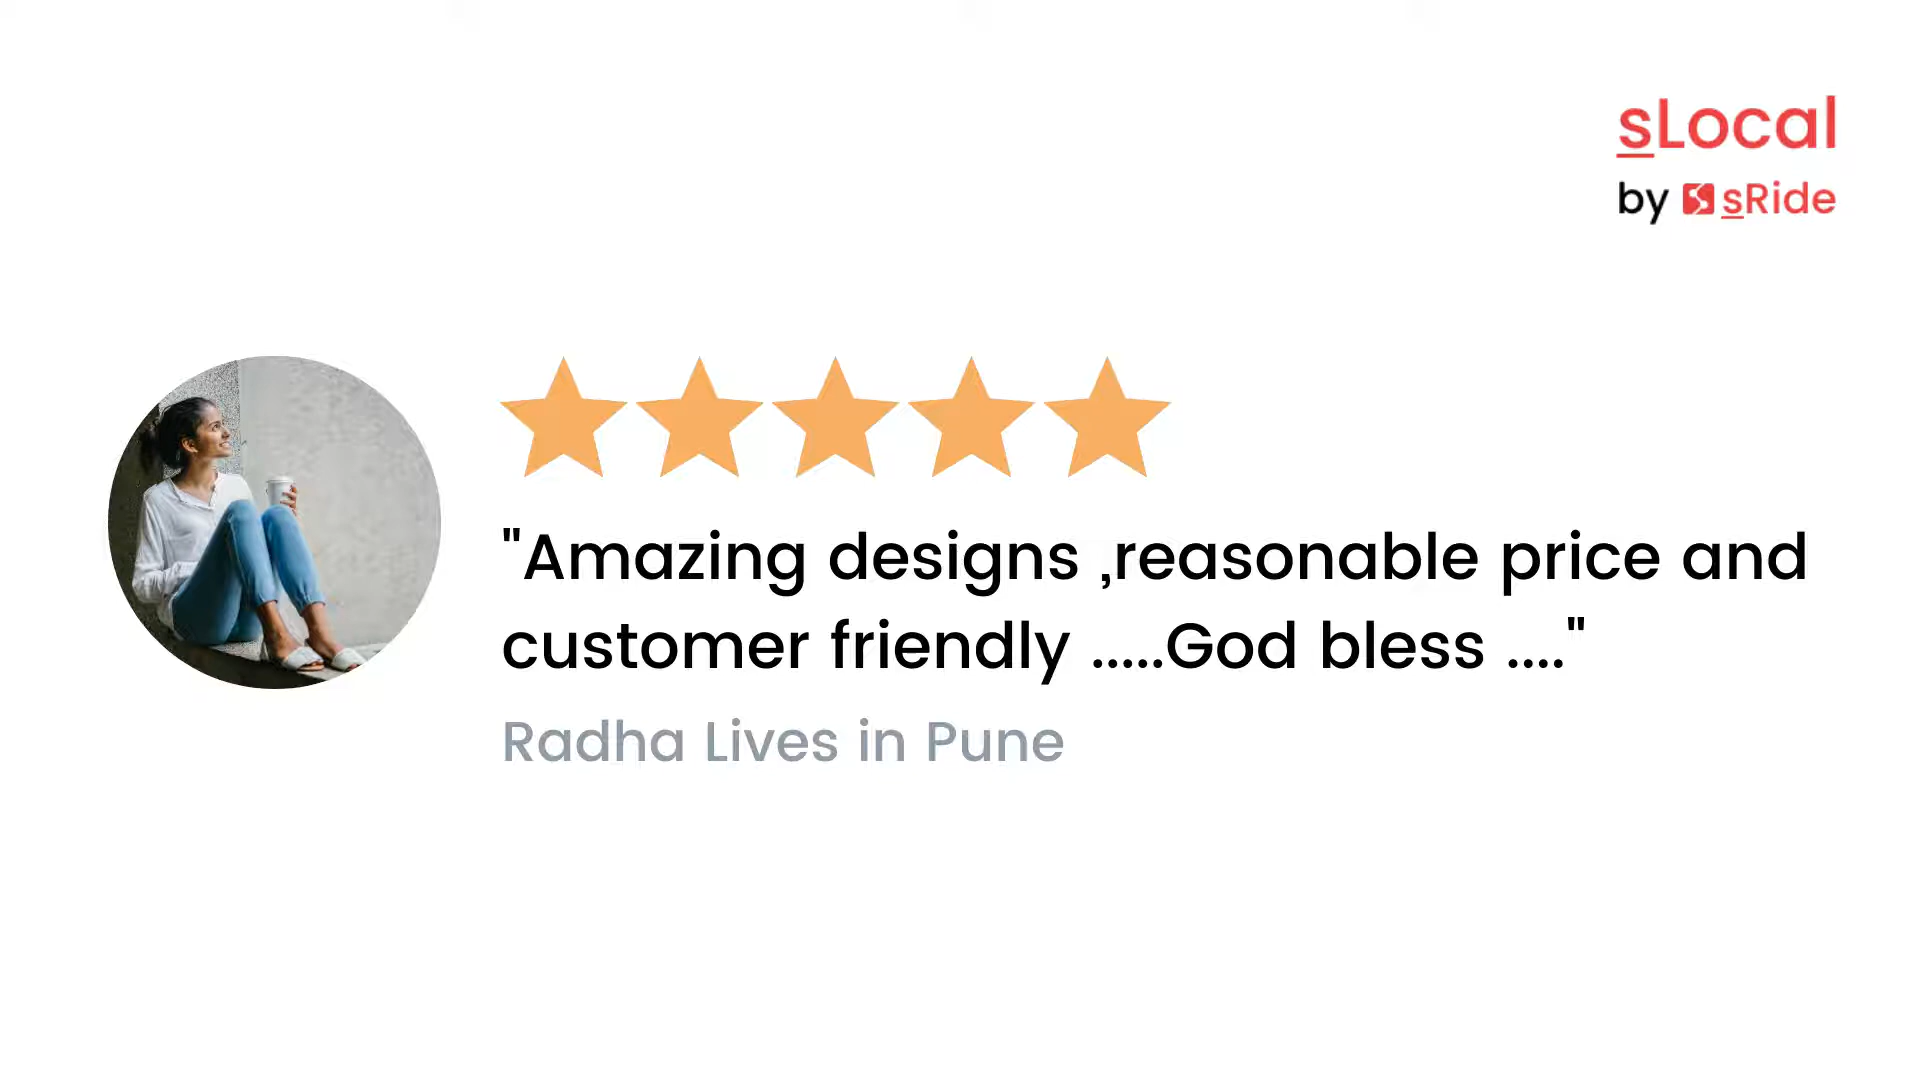 sLocal
by sRide
"Amazing designs ,reasonable price and
customer friendly .....God bless ...."
Radha Lives in Pune